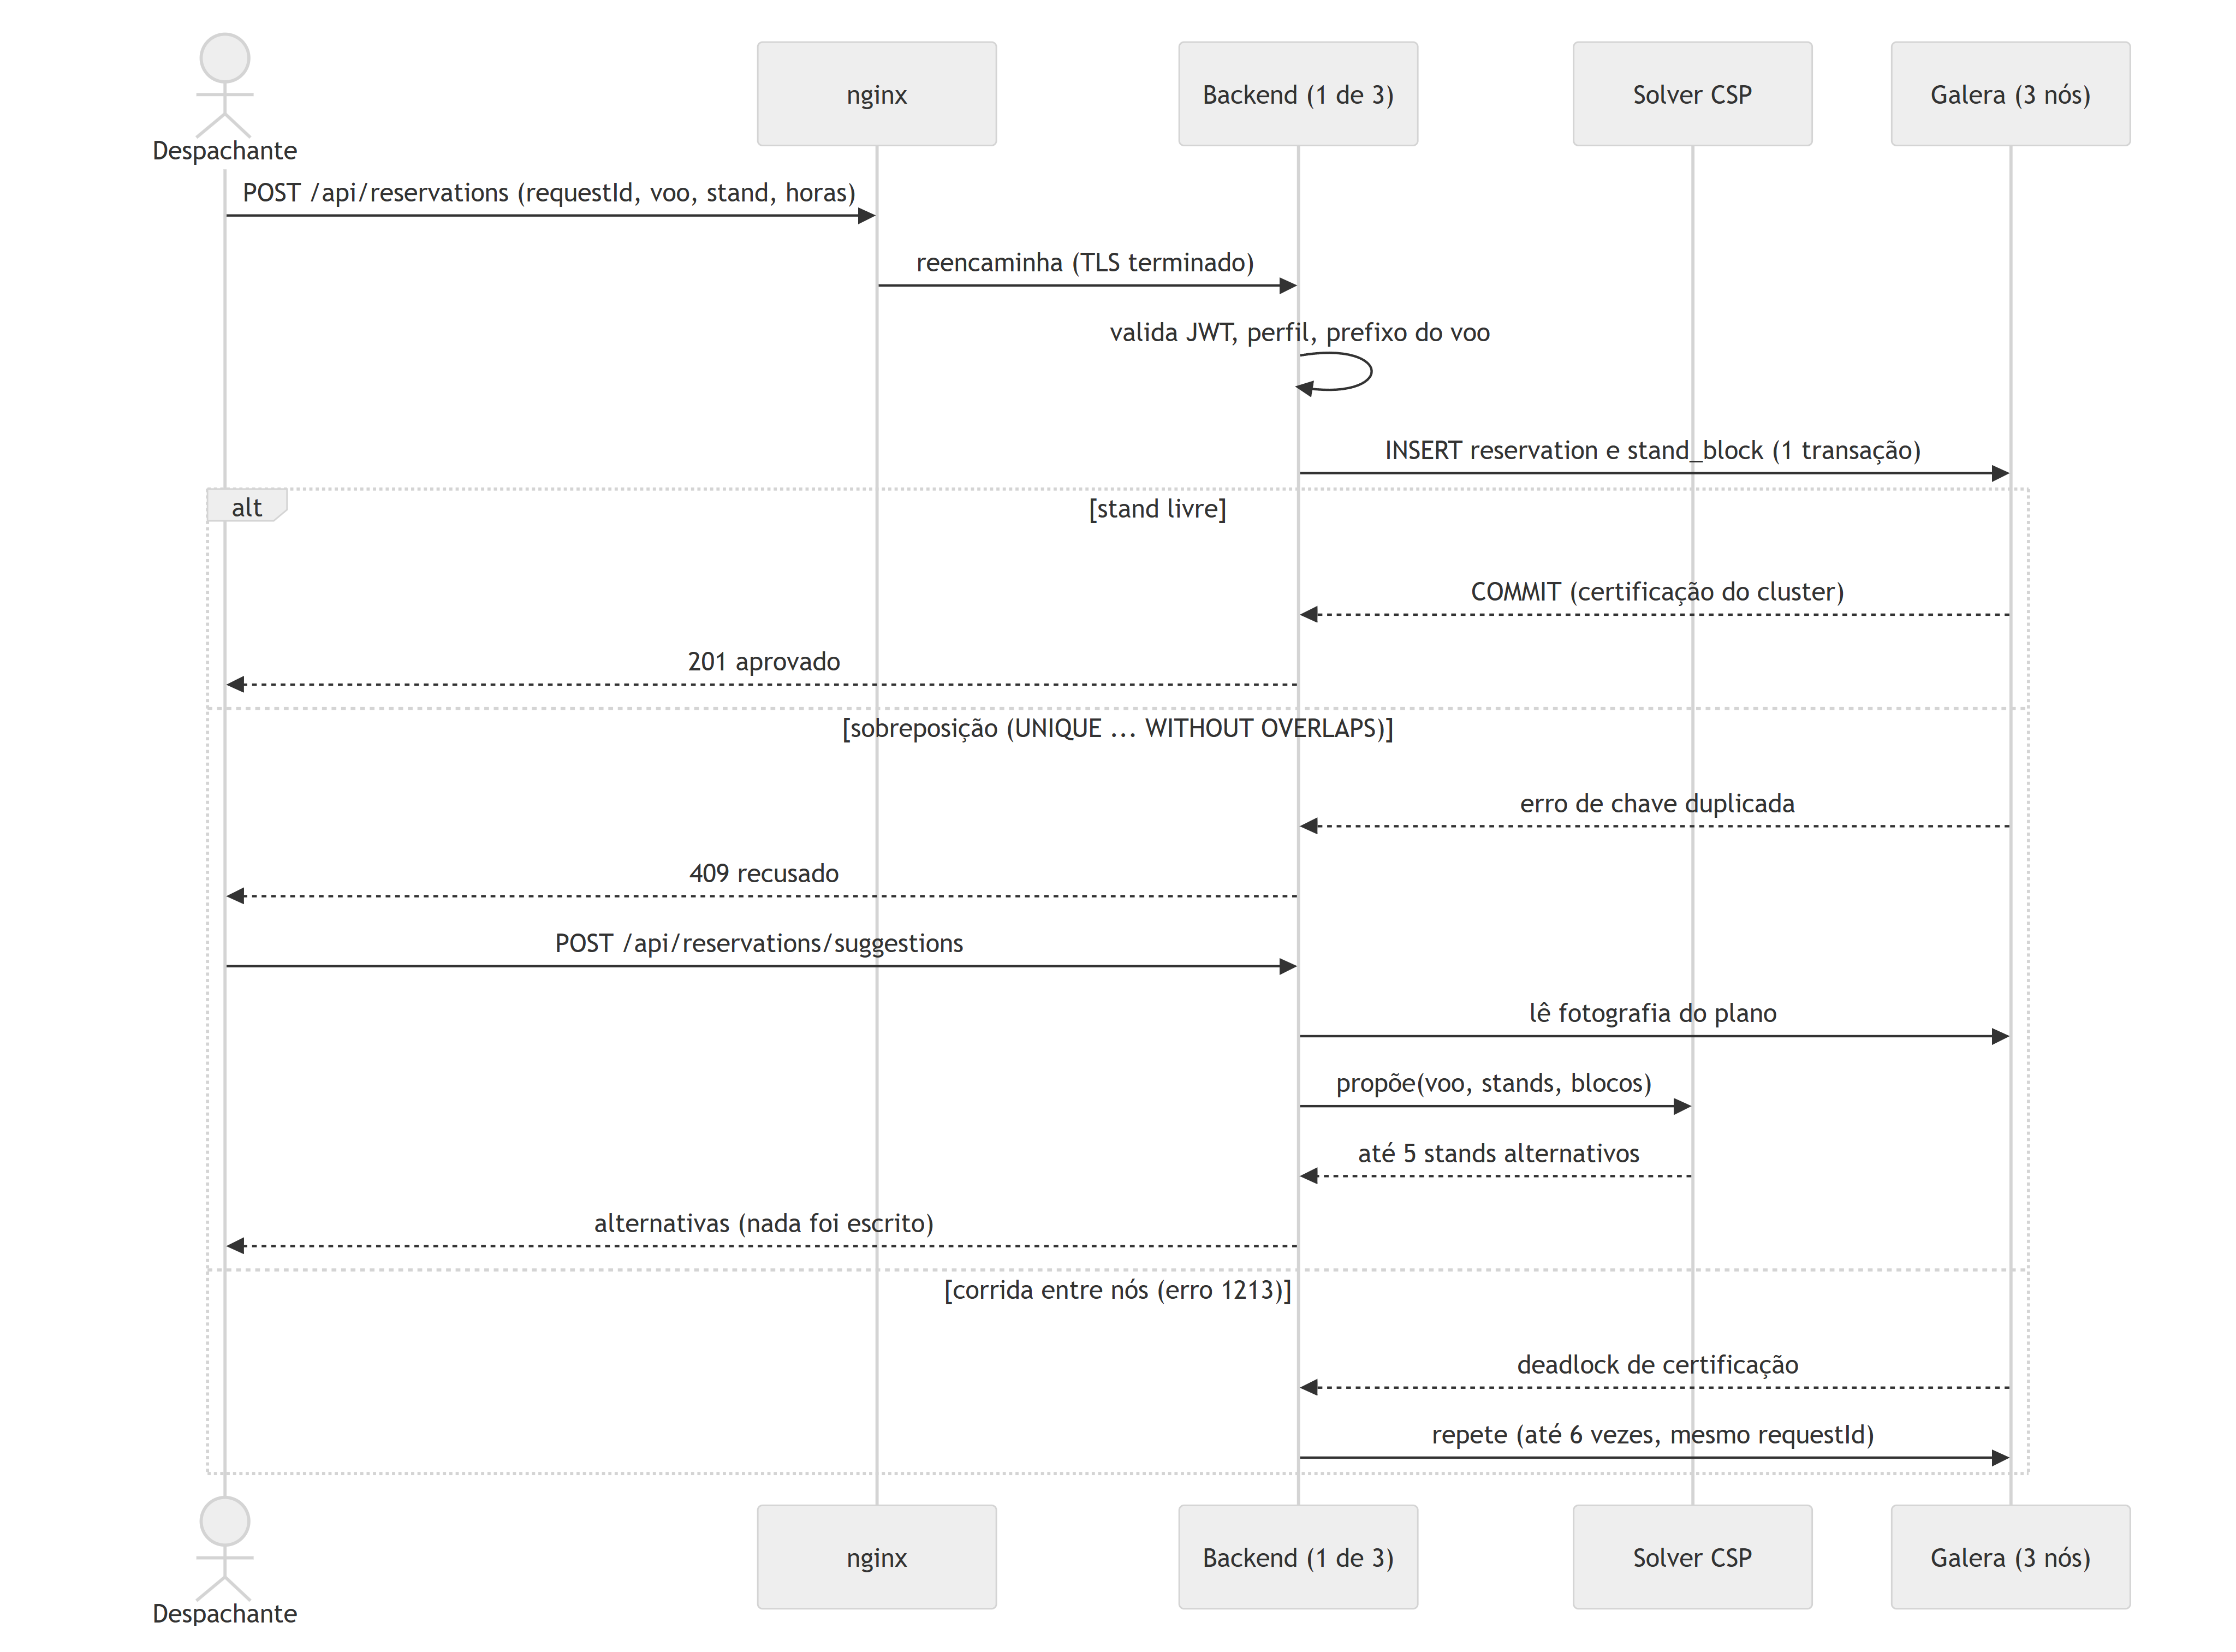 Despachante
nginx
Backend (1 de 3)
Solver CSP
Galera (3 nós)
POST /api/reservations (requestId, voo, stand, horas)
reencaminha (TLS terminado)
valida JWT, perfil, prefixo do voo
INSERT reservation e stand_block (1 transação)
alt
[stand livre]
COMMIT (certificação do cluster)
201 aprovado
[sobreposição (UNIQUE ... WITHOUT OVERLAPS)]
erro de chave duplicada
409 recusado
POST /api/reservations/suggestions
lê fotografia do plano
propõe(voo, stands, blocos)
até 5 stands alternativos
alternativas (nada foi escrito)
[corrida entre nós (erro 1213)]
deadlock de certificação
repete (até 6 vezes, mesmo requestId)
Despachante
nginx
Backend (1 de 3)
Solver CSP
Galera (3 nós)